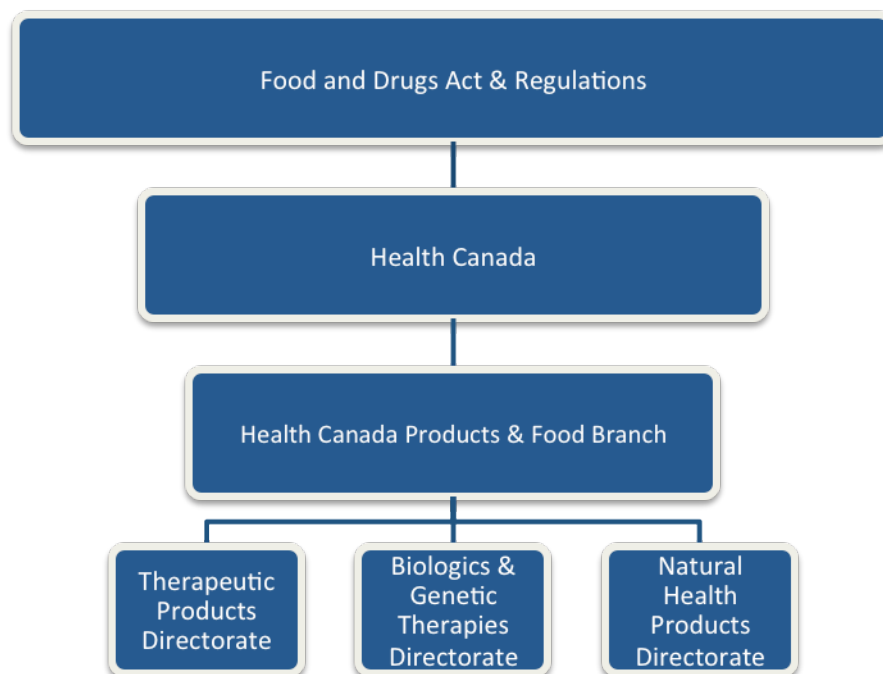 Food and Drugs Act & Regulations
Health Canada
Health Canada Products & Food Branch
Therapeutic
Products
Directorate
Biologics &
Genetic
Therapies
Directorate
Natural
Health
Products
Directorate